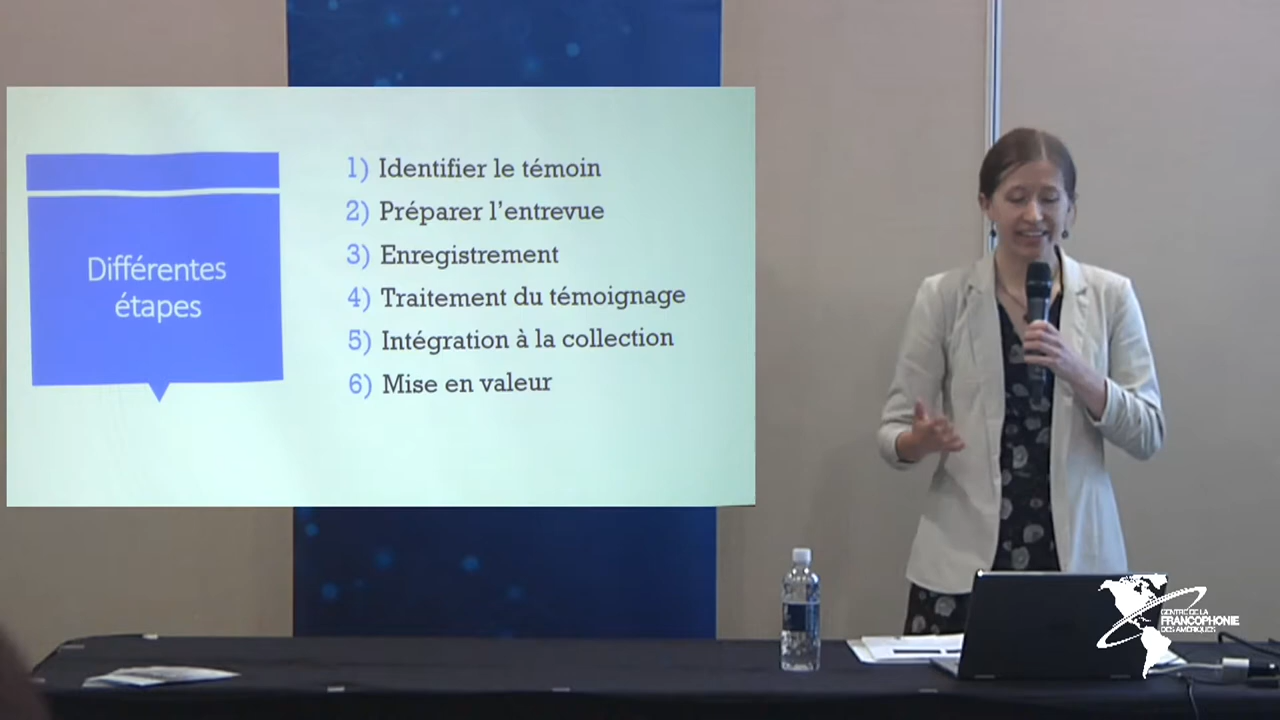 Différentes
étapes
1) Identifier le témoin
2) Préparer l'entrevue
3) Enregistrement
4) Traitement du témoignage
5) Intégration à la collection
6) Mise en valeur
CENTRE DE LA
FRANCOPHONIE
DES AMÉRIQUES